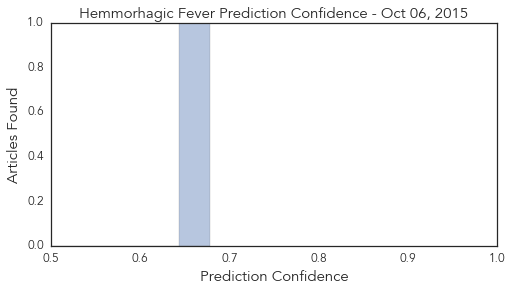 Hemmorhagic Fever Prediction Confidence - Oct 06, 2015
1.0
0.8
0.6
0.4
0.2
0.0
Articles Found
0.5 0.6 0.7 0.8 0.9 1.0
Prediction Confidence